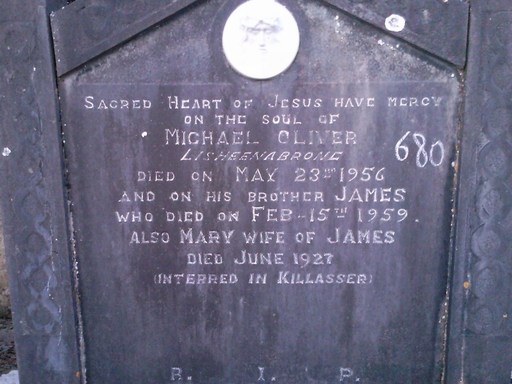 SACRED HEART OF JESUS HAVE MERCY
ON THE SOUL OF
MICHAEL OLIVER
LISHEENABRONE
DIED ON MAY 23RD 1956
AND ON HIS BROTHER JAMES
WHO DIED ON FEB-15TH 1959.
ALSO MARY WIFE OF JAMES
DIED JUNE 1927
(INTERRED IN KILLASSER)
R. I. P.
680